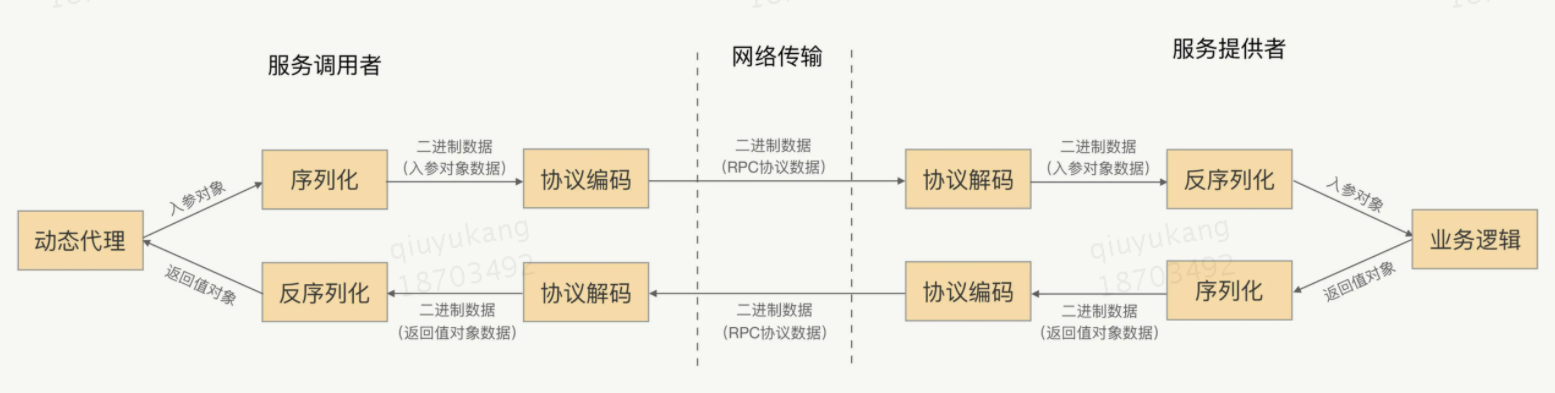 服务调用者
网络传输
服务提供者
二进制数据
(入参对象数据)
二进制数据
(RPC协议数据)
二进制数据
(入参对象数据)
序列化
协议编码
协议解码
反序列化
入参对象
入参对象
动态代理
业务逻辑
返回值对象
返回值对象
反序列化
协议解码
协议编码
序列化
二进制数据
(返回值对象数据)
二进制数据
(RPC协议数据)
二进制数据
(返回值对象数据)
qiuyukang
18703492
qiuyukang
18703492